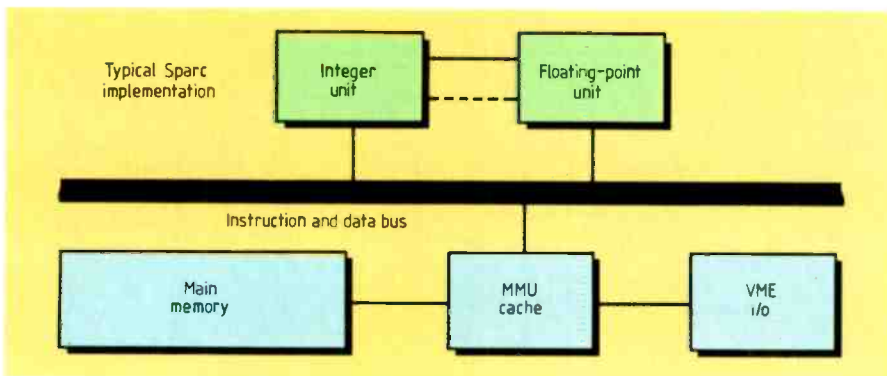 Typical Sparc
implementation
Integer
unit
Floating-point
unit
Instruction and data bus
Main
memory
MMU
cache
VME
i/o